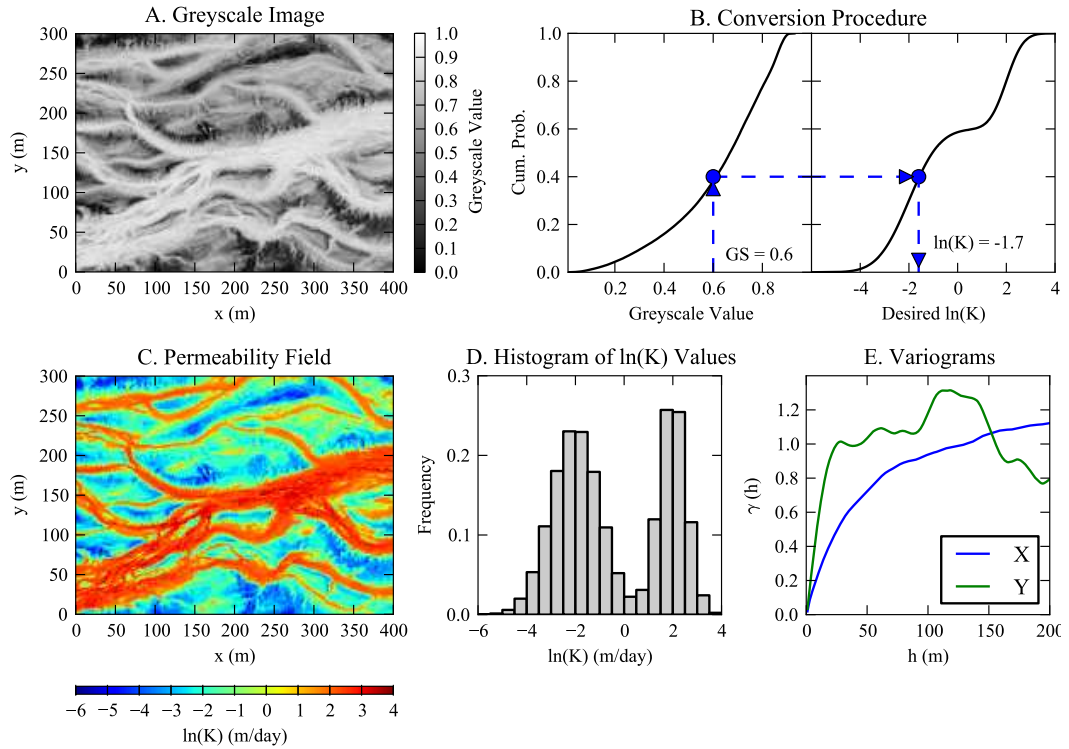 A. Greyscale Image
300
250
200
150
100
50
0
y (m)
0 50 100 150 200 250 300 350 400
x (m)
1.0
0.9
0.8
0.7
0.6
0.5
0.4
0.3
0.2
0.1
0.0
Greyscale Value
B. Conversion Procedure
1.0
0.8
0.6
0.4
0.2
0.0
Cum. Prob.
GS = 0.6
0.2 0.4 0.6 0.8
Greyscale Value
ln(K) = -1.7
-4 -2 0 2 4
Desired ln(K)
C. Permeability Field
300
250
200
150
100
50
0
y (m)
0 50 100 150 200 250 300 350 400
x (m)
−6 −5 −4 −3 −2 −1 0 1 2 3 4
ln(K) (m/day)
D. Histogram of ln(K) Values
0.3
0.2
0.1
0.0
Frequency
−6 −4 −2 0 2 4
ln(K) (m/day)
E. Variograms
1.2
1.0
0.8
0.6
0.4
0.2
0.0
γ (h)
X
Y
0 50 100 150 200
h (m)